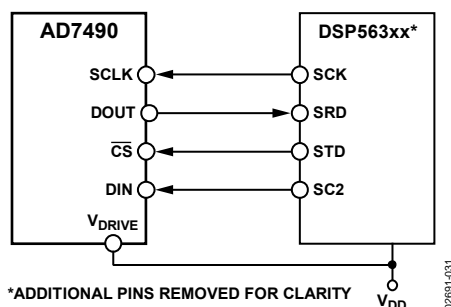 AD7490
DSP563xx*
SCLK
SCK
DOUT
SRD
CS
STD
DIN
SC2
VDRIVE
*ADDITIONAL PINS REMOVED FOR CLARITY
VDD
02691-031